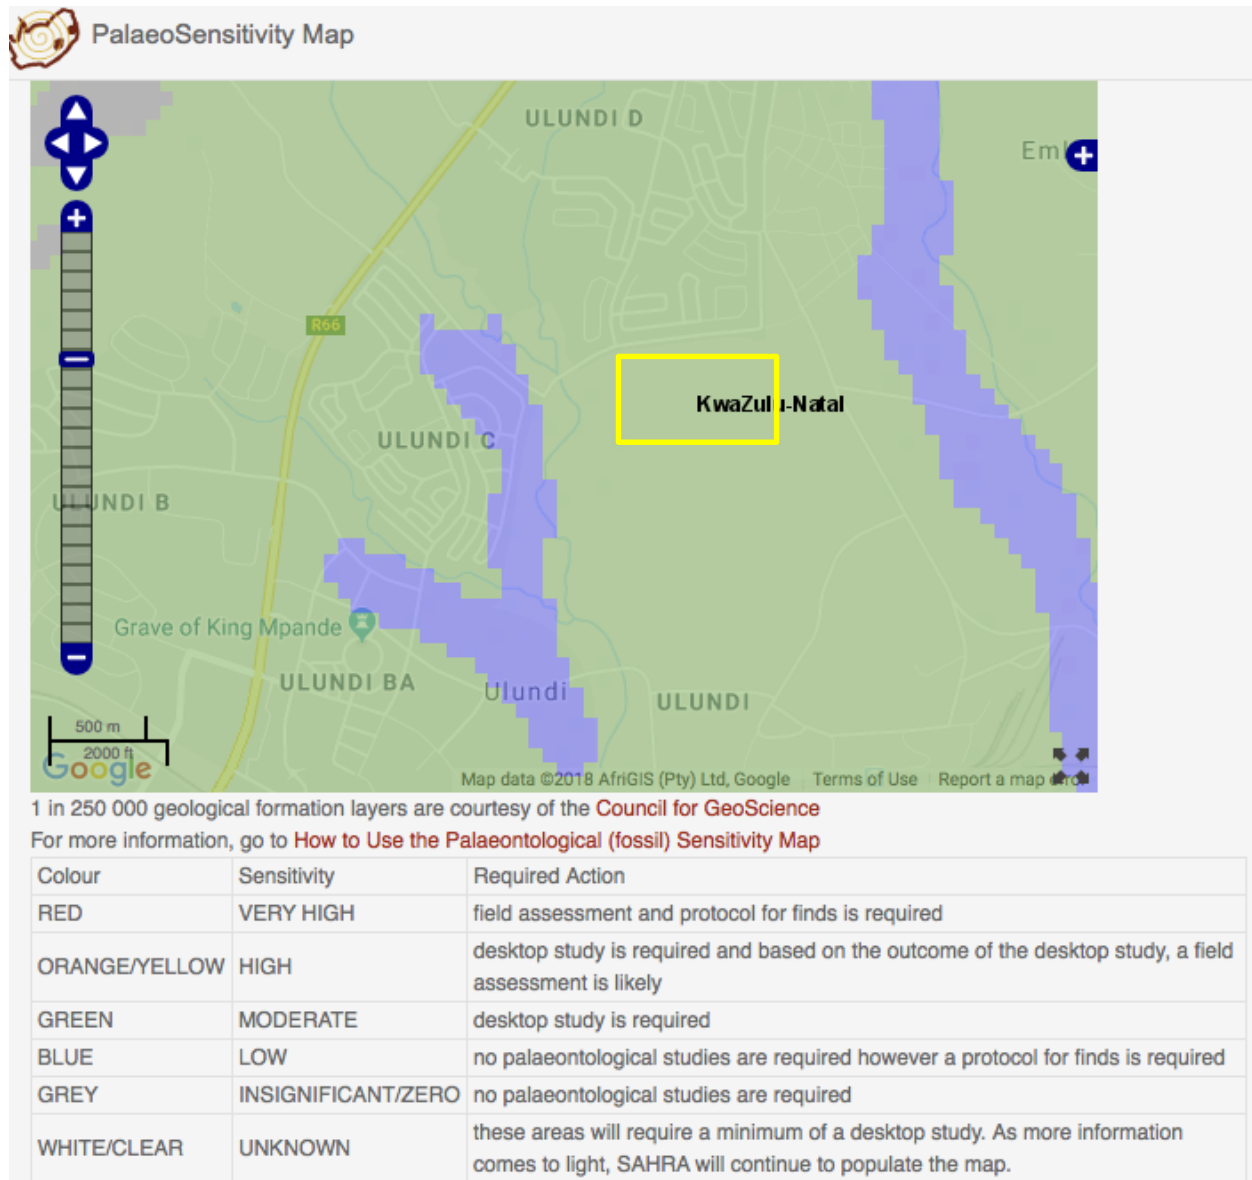 PalaeoSensitivity Map
ULUNDI D
Eml
R66
KwaZulu-Natal
ULUNDI C
ULUNDI B
Grave of King Mpande
ULUNDI BA
Ulundi
ULUNDI
500 m
2000 ft
Google
Map data ©2018 AfriGIS (Pty) Ltd, Google Terms of Use Report a map error
1 in 250 000 geological formation layers are courtesy of the Council for GeoScience
For more information, go to How to Use the Palaeontological (fossil) Sensitivity Map
Colour Sensitivity Required Action
RED VERY HIGH field assessment and protocol for finds is required
ORANGE/YELLOW HIGH desktop study is required and based on the outcome of the desktop study, a field
assessment is likely
GREEN MODERATE desktop study is required
BLUE LOW no palaeontological studies are required however a protocol for finds is required
GREY INSIGNIFICANT/ZERO no palaeontological studies are required
WHITE/CLEAR UNKNOWN these areas will require a minimum of a desktop study. As more information
comes to light, SAHRA will continue to populate the map.